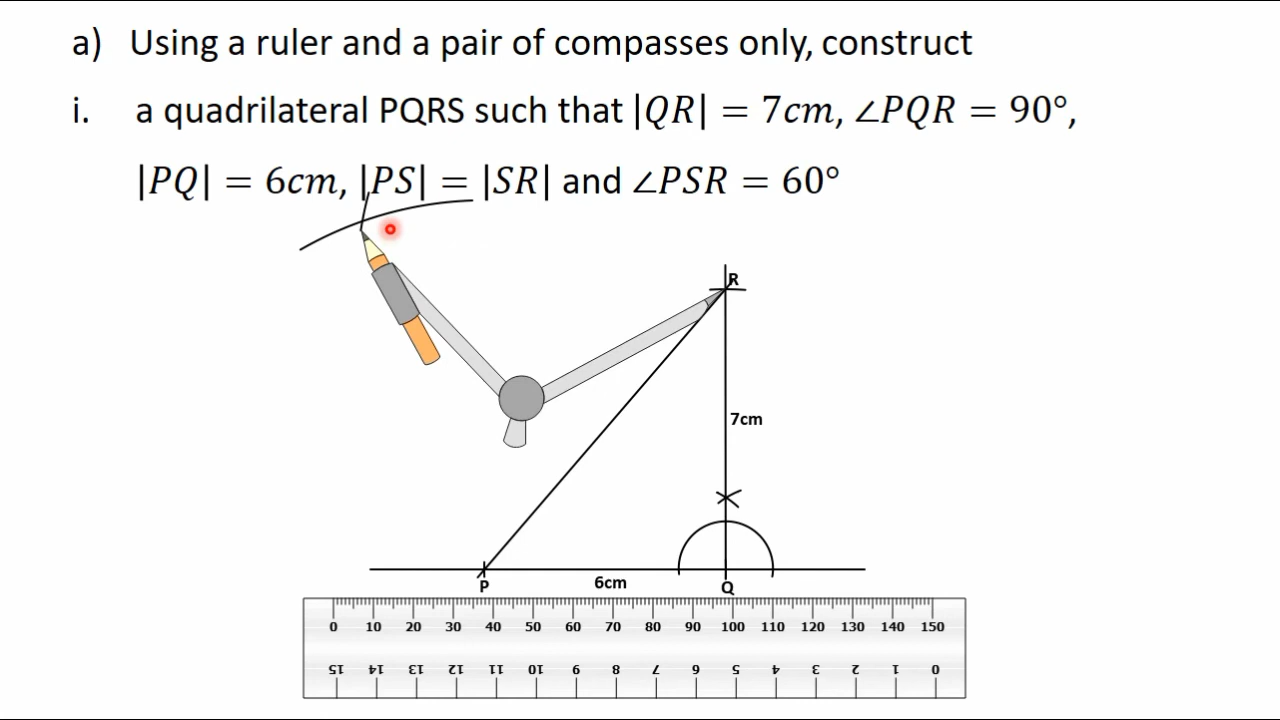 a) Using a ruler and a pair of compasses only, construct
i. a quadrilateral PQRS such that |QR| = 7cm, ∠PQR = 90°,
|PQ| = 6cm, |PS| = |SR| and ∠PSR = 60°
R
7cm
P 6cm Q
0 10 20 30 40 50 60 70 80 90 100 110 120 130 140 150
15 14 13 12 11 10 9 8 7 6 5 4 3 2 1 0